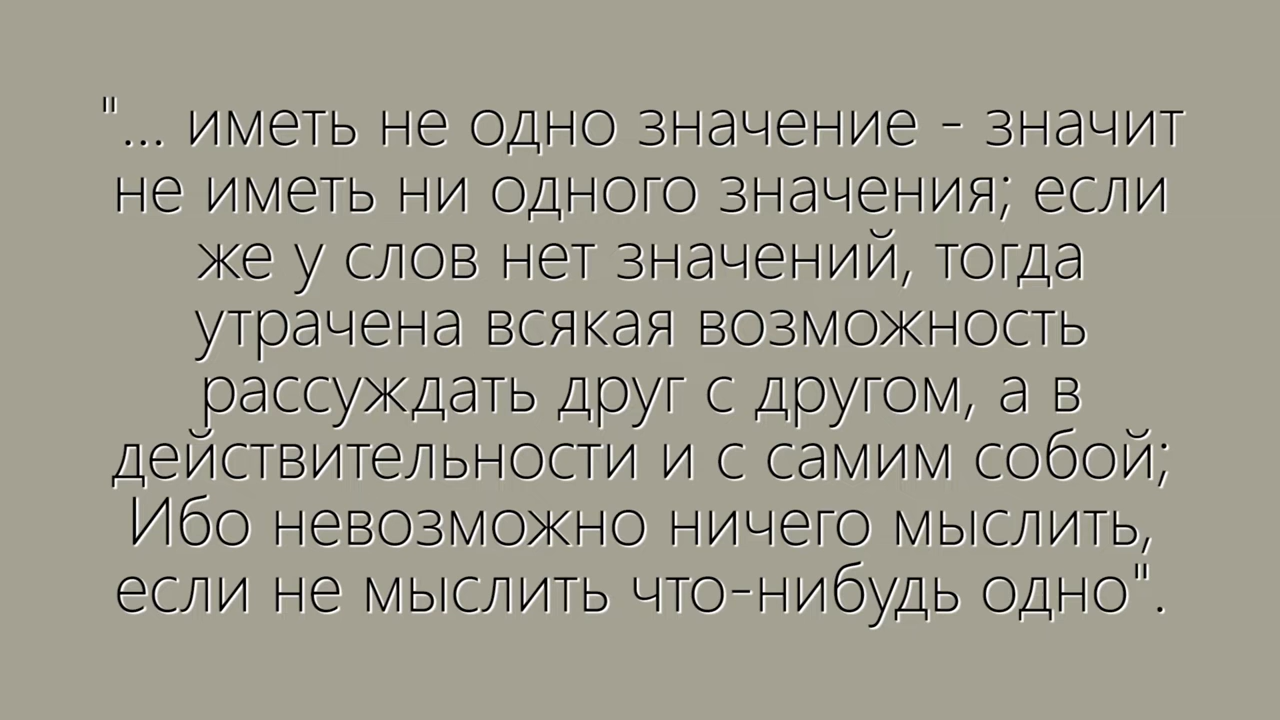 "... иметь не одно значение - значит
не иметь ни одного значения; если
же у слов нет значений, тогда
утрачена всякая возможность
рассуждать друг с другом, а в
действительности и с самим собой;
Ибо невозможно ничего мыслить,
если не мыслить что-нибудь одно".